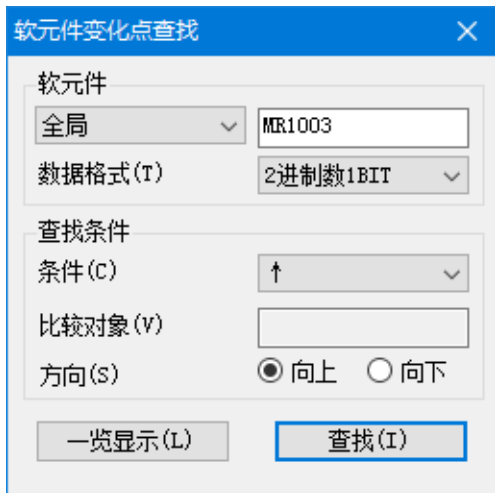 软元件变化点查找
软元件
全局 MR1003
数据格式(T) 2进制数1BIT
查找条件
条件(C) ↑
比较对象(V)
方向(S) 向上 向下
一览显示(L) 查找(I)